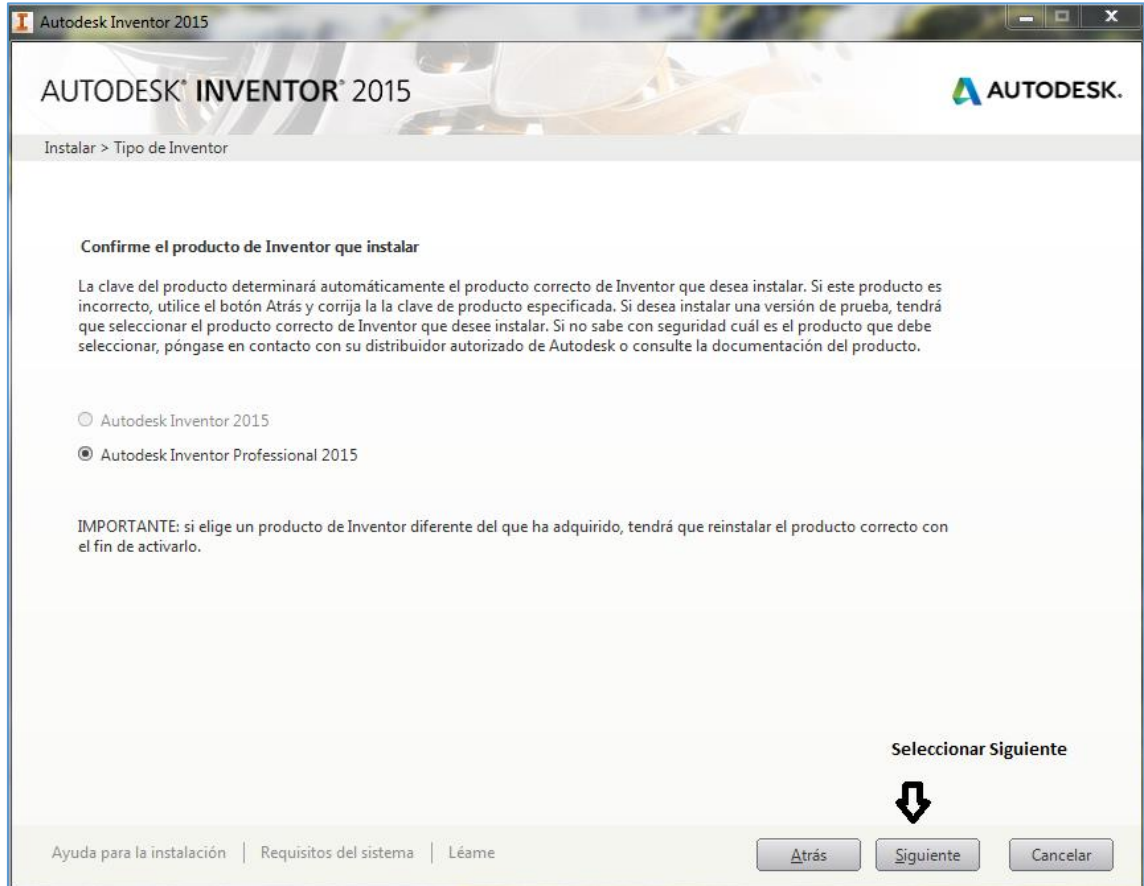 Autodesk Inventor 2015
AUTODESK® INVENTOR® 2015
AUTODESK.
Instalar > Tipo de Inventor
Confirme el producto de Inventor que instalar
La clave del producto determinará automáticamente el producto correcto de Inventor que desea instalar. Si este producto es
incorrecto, utilice el botón Atrás y corrija la la clave de producto especificada. Si desea instalar una versión de prueba, tendrá
que seleccionar el producto correcto de Inventor que desee instalar. Si no sabe con seguridad cuál es el producto que debe
seleccionar, póngase en contacto con su distribuidor autorizado de Autodesk o consulte la documentación del producto.
Autodesk Inventor 2015
Autodesk Inventor Professional 2015
IMPORTANTE: si elige un producto de Inventor diferente del que ha adquirido, tendrá que reinstalar el producto correcto con
el fin de activarlo.
Seleccionar Siguiente
Ayuda para la instalación | Requisitos del sistema | Léame
Atrás Siguiente Cancelar